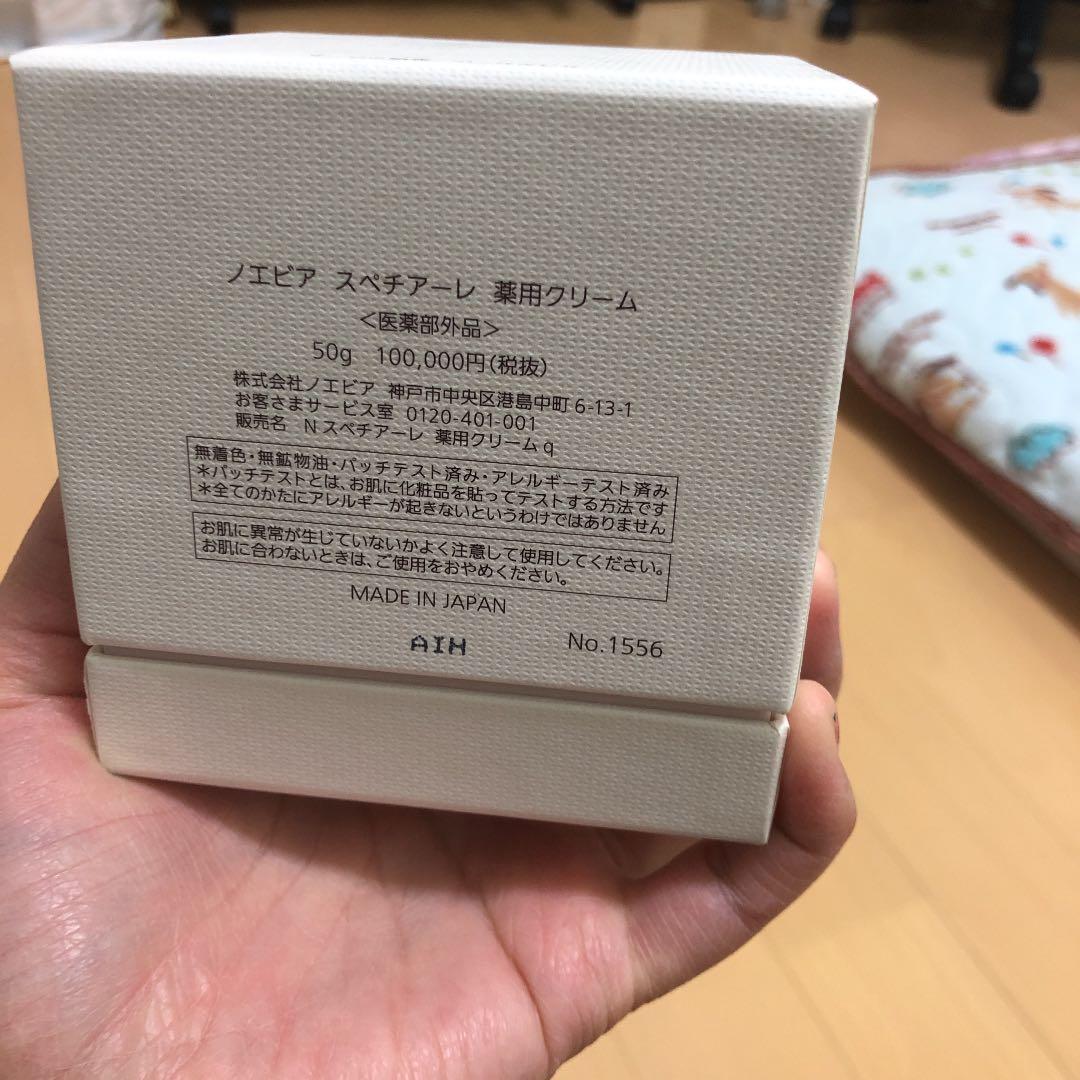 ノエビア スペチアーレ 薬用クリーム
<医薬部外品>
50g 100,000円(税抜)
株式会社ノエビア 神戸市中央区港島中町6-13-1
お客さまサービス室 0120-401-001
販売名 Nスペチアーレ 薬用クリームq
無着色・無鉱物油・パッチテスト済み・アレルギーテスト済み
*パッチテストとは、お肌に化粧品を貼ってテストする方法です
*全てのかたにアレルギーが起きないというわけではありません
お肌に異常が生じていないかよく注意して使用してください。
お肌に合わないときは、ご使用をおやめください。
MADE IN JAPAN
AIH No.1556